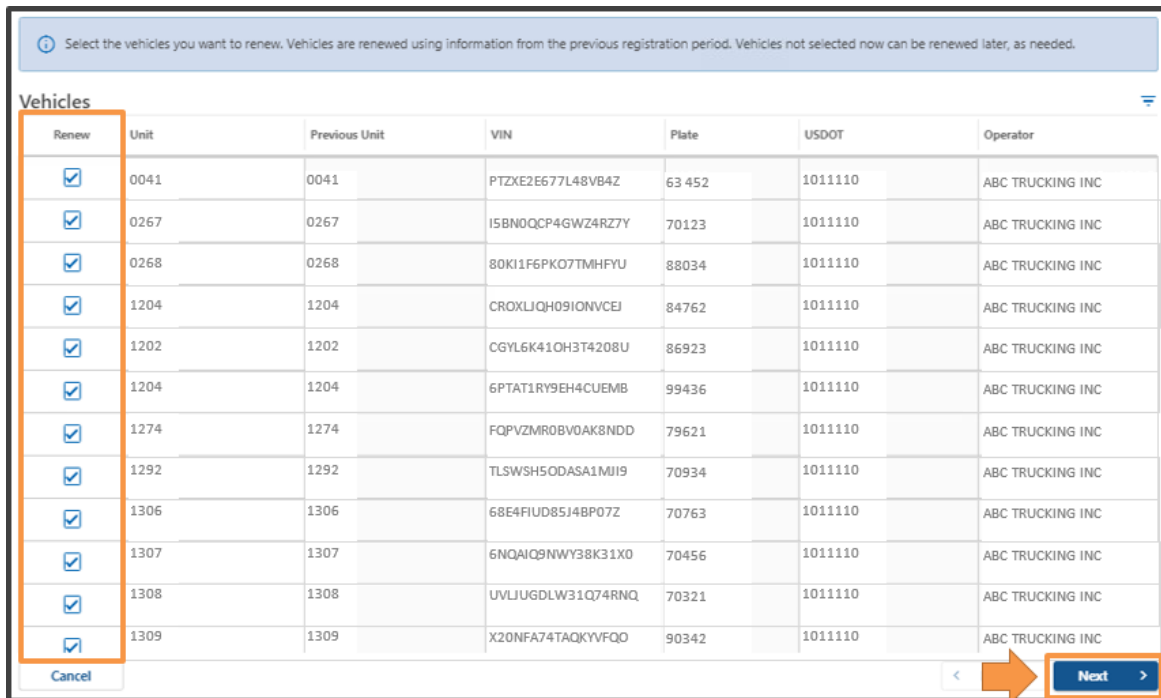 Select the vehicles you want to renew. Vehicles are renewed using information from the previous registration period. Vehicles not selected now can be renewed later, as needed.
Vehicles
Renew Unit Previous Unit VIN Plate USDOT Operator
0041 0041 PTZXE2E677L48VB4Z 63 452 1011110 ABC TRUCKING INC
0267 0267 I5BN0QCP4GWZ4RZ7Y 70123 1011110 ABC TRUCKING INC
0268 0268 80KI1F6PKO7TMHFYU 88034 1011110 ABC TRUCKING INC
1204 1204 CROXLJQH09IONVCEJ 84762 1011110 ABC TRUCKING INC
1202 1202 CGYL6K41OH3T4208U 86923 1011110 ABC TRUCKING INC
1204 1204 6PTAT1RY9EH4CUEMB 99436 1011110 ABC TRUCKING INC
1274 1274 FQPVZMR0BV0AK8NDD 79621 1011110 ABC TRUCKING INC
1292 1292 TLSWSH5ODASA1MJI9 70934 1011110 ABC TRUCKING INC
1306 1306 68E4FIUD85J4BP07Z 70763 1011110 ABC TRUCKING INC
1307 1307 6NQAIQ9NWY38K31X0 70456 1011110 ABC TRUCKING INC
1308 1308 UVLJUGDLW31Q74RNQ 70321 1011110 ABC TRUCKING INC
1309 1309 X20NFA74TAQKYVFQO 90342 1011110 ABC TRUCKING INC
Cancel < Next >